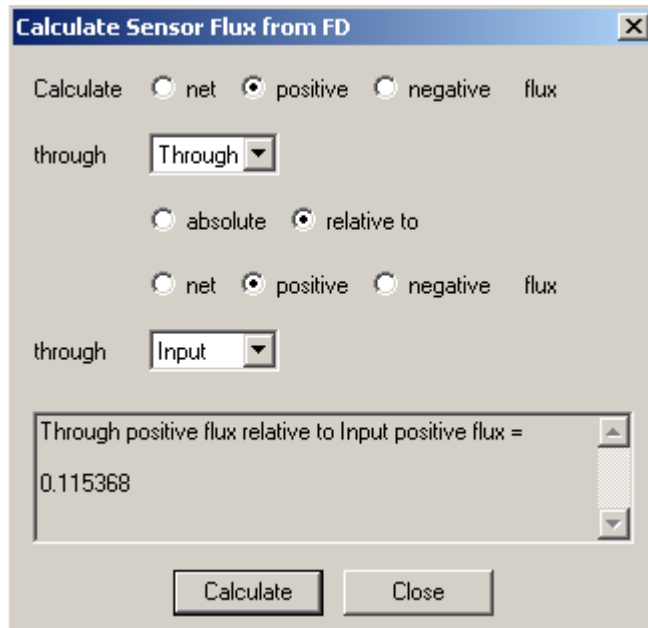 Calculate Sensor Flux from FD
Calculate net positive negative flux
through Through
absolute relative to
net positive negative flux
through Input
Through positive flux relative to Input positive flux =
0.115368
Calculate Close